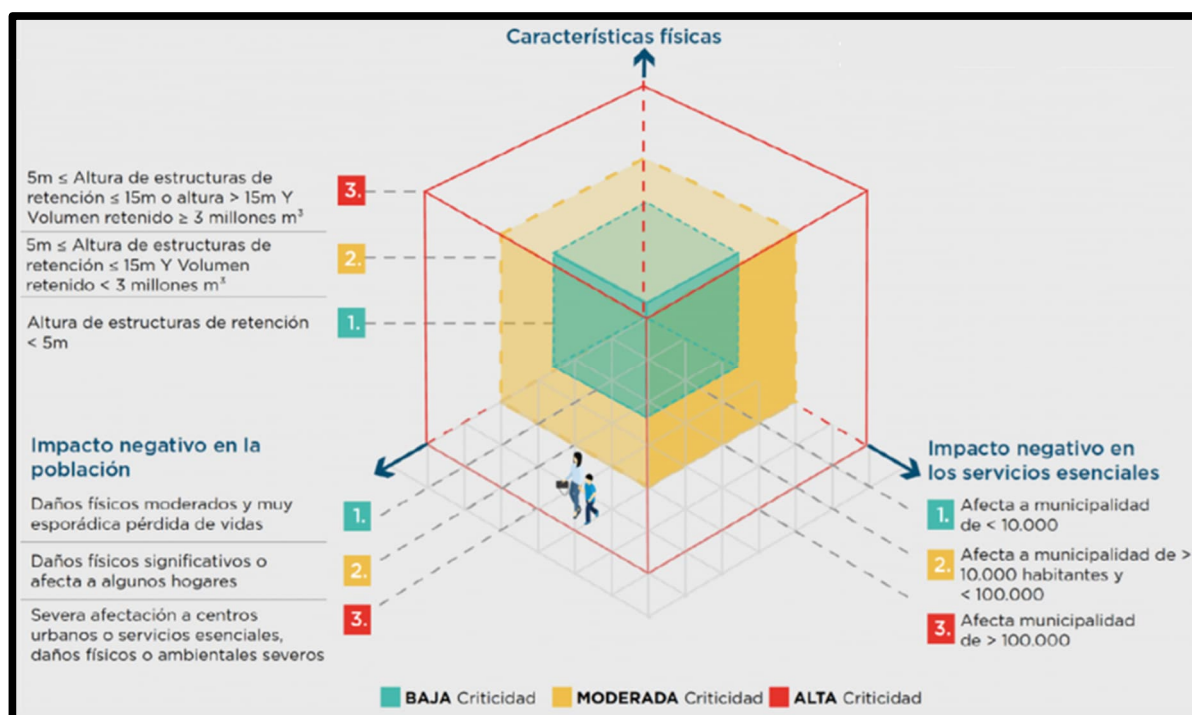 Características físicas
5m ≤ Altura de estructuras de
retención ≤ 15m o altura > 15m Y
Volumen retenido ≥ 3 millones m³
3.
5m ≤ Altura de estructuras de
retención ≤ 15m Y Volumen
retenido < 3 millones m³
2.
Altura de estructuras de retención
< 5m
1.
Impacto negativo en la
población
Daños físicos moderados y muy
esporádica pérdida de vidas
1.
Daños físicos significativos o
afecta a algunos hogares
2.
Severa afectación a centros
urbanos o servicios esenciales,
daños físicos o ambientales severos
3.
Impacto negativo en
los servicios esenciales
1.
Afecta a municipalidad
de < 10.000
2.
Afecta a municipalidad de >
10.000 habitantes y
< 100.000
3.
Afecta municipalidad
de > 100.000
BAJA Criticidad MODERADA Criticidad ALTA Criticidad